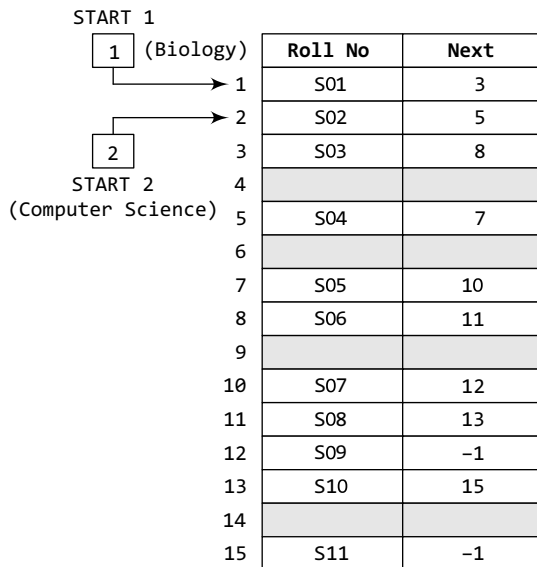 START 1
1 (Biology)
Roll No Next
1 S01 3
2 S02 5
2
3 S03 8
START 2
4
(Computer Science)
5 S04 7
6
7 S05 10
8 S06 11
9
10 S07 12
11 S08 13
12 S09 –1
13 S10 15
14
15 S11 –1